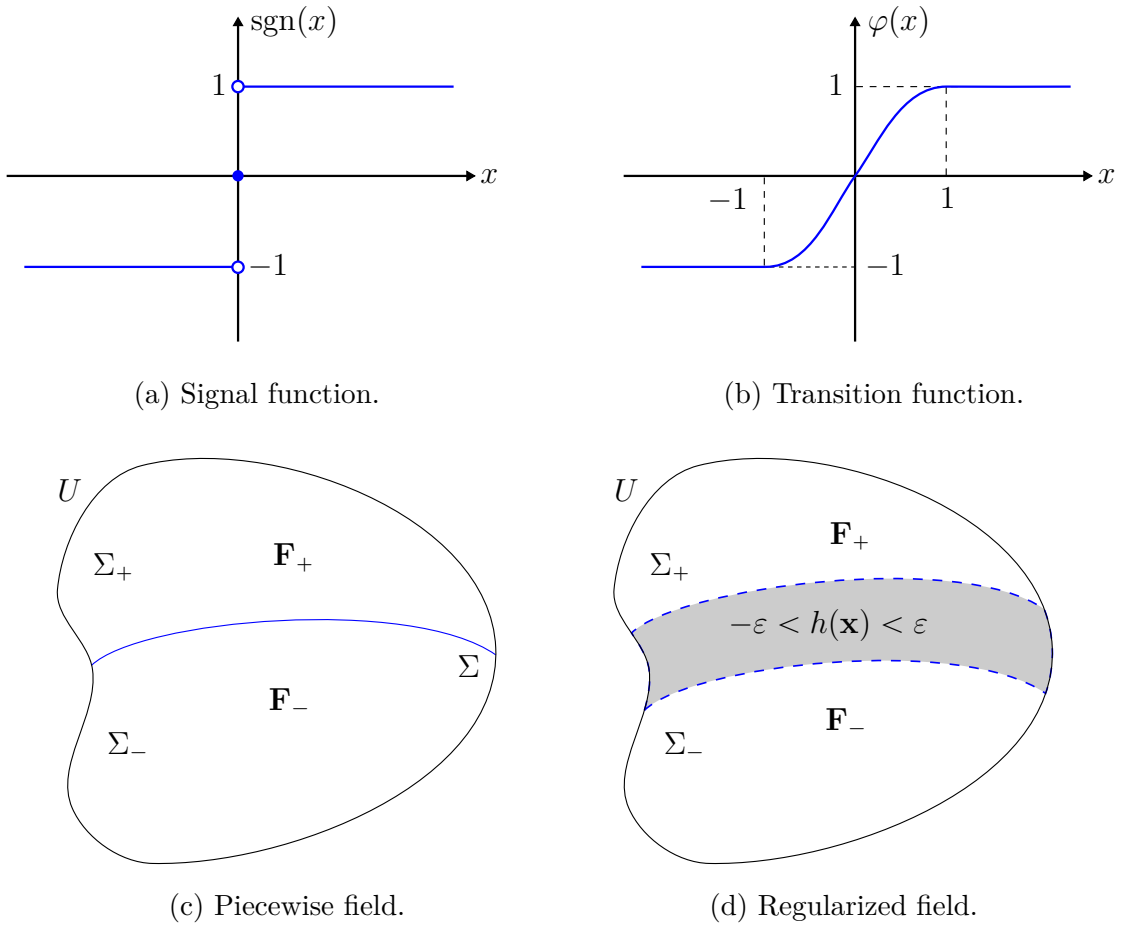 sgn(x)
1
x
−1
(a) Signal function.
φ(x)
1
x
−1
1
−1
(b) Transition function.
U
Σ₊
F₊
Σ
F₋
Σ₋
(c) Piecewise field.
U
F₊
Σ₊
−ε < h(x) < ε
F₋
Σ₋
(d) Regularized field.